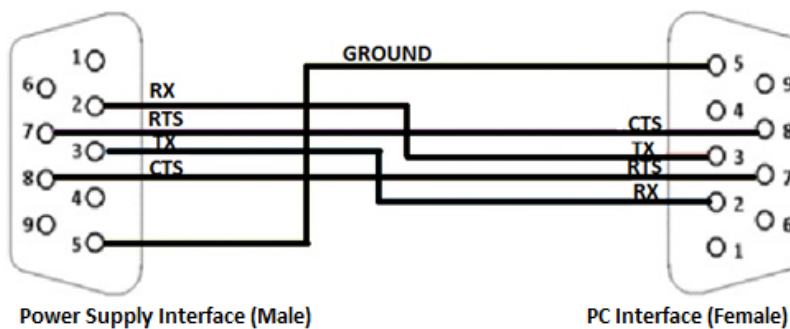 GROUND
1
5
6
9
RX
4
2
RTS
CTS
8
7
TX
TX
3
3
CTS
RTS
7
8
RX
2
4
6
9
1
5
Power Supply Interface (Male)
PC Interface (Female)